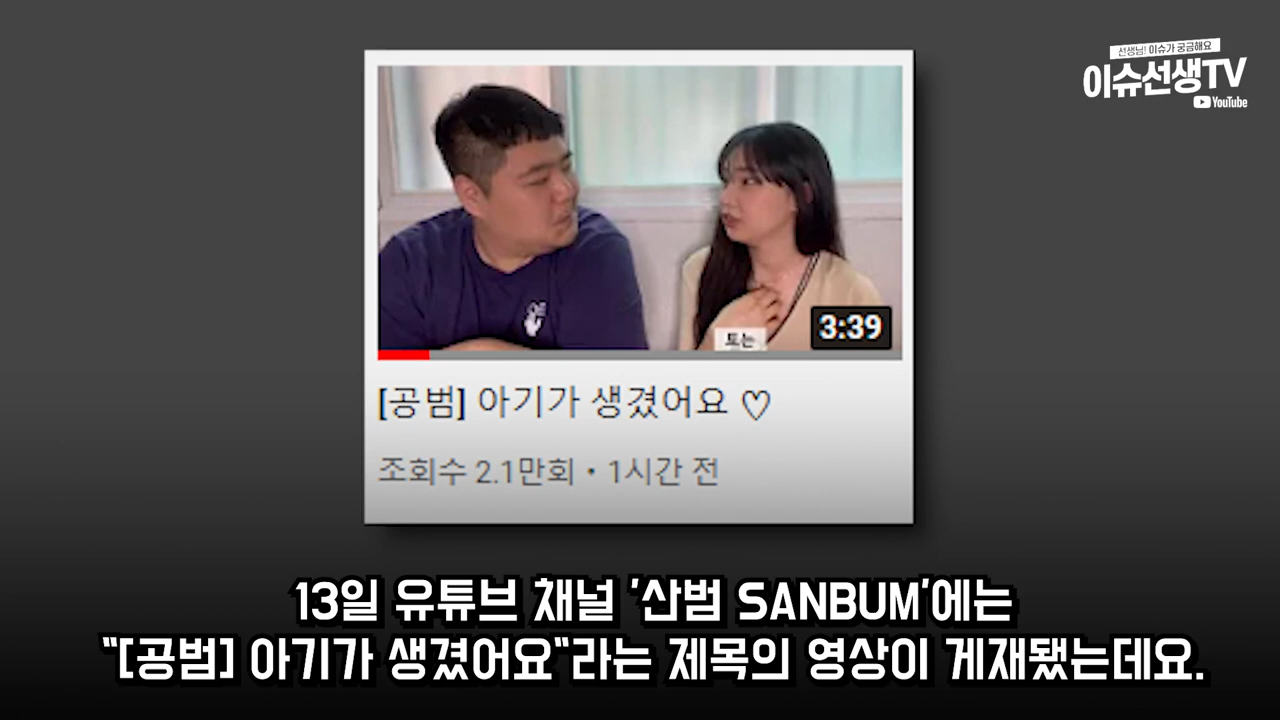 선생님! 이슈가 궁금해요
이슈선생TV
YouTube
도는
3:39
[공범] 아기가 생겼어요 ♡
조회수 2.1만회 • 1시간 전
13일 유튜브 채널 '산범 SANBUM'에는
"[공범] 아기가 생겼어요"라는 제목의 영상이 게재됐는데요.